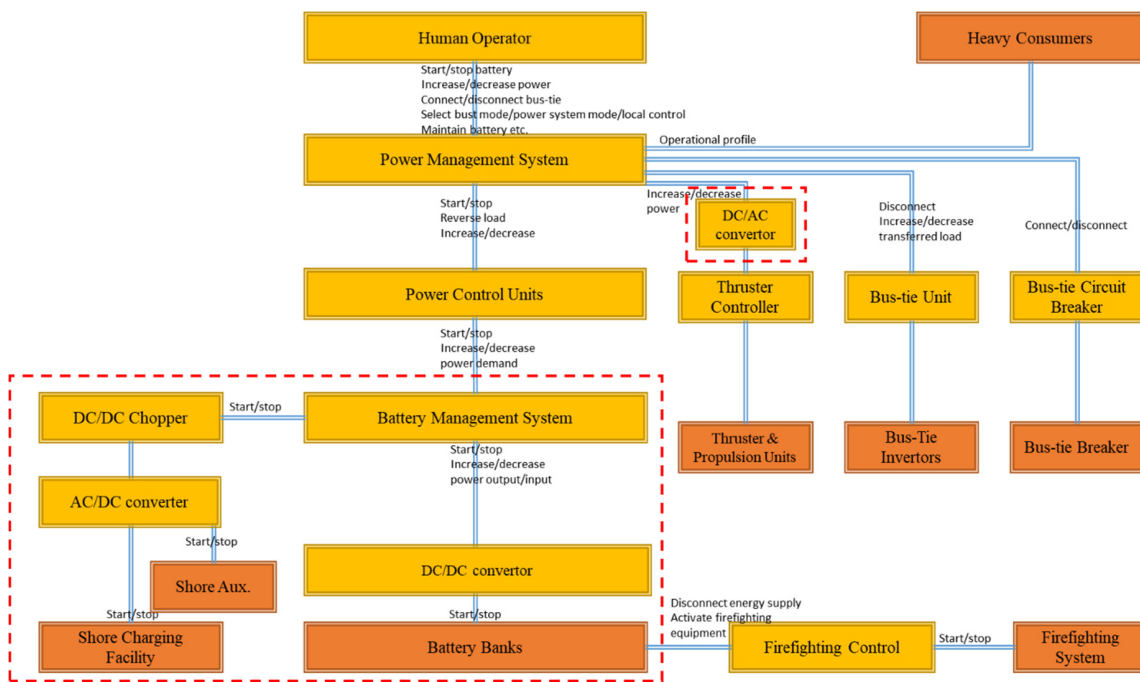 Human Operator
Heavy Consumers
Start/stop battery
Increase/decrease power
Connect/disconnect bus-tie
Select bust mode/power system mode/local control
Maintain battery etc.
Operational profile
Power Management System
Increase/decrease
power
Start/stop
Reverse load
Increase/decrease
DC/AC
convertor
Disconnect
Increase/decrease
transferred load
Connect/disconnect
Power Control Units
Thruster
Controller
Bus-tie Unit
Bus-tie Circuit
Breaker
Start/stop
Increase/decrease
power demand
DC/DC Chopper
Start/stop
Battery Management System
Thruster &
Propulsion Units
Bus-Tie
Invertors
Bus-tie Breaker
Start/stop
Increase/decrease
power output/input
AC/DC converter
Start/stop
Shore Aux.
DC/DC convertor
Start/stop
Shore Charging
Facility
Start/stop
Battery Banks
Disconnect energy supply
Activate firefighting
equipment
Firefighting Control
Start/stop
Firefighting
System